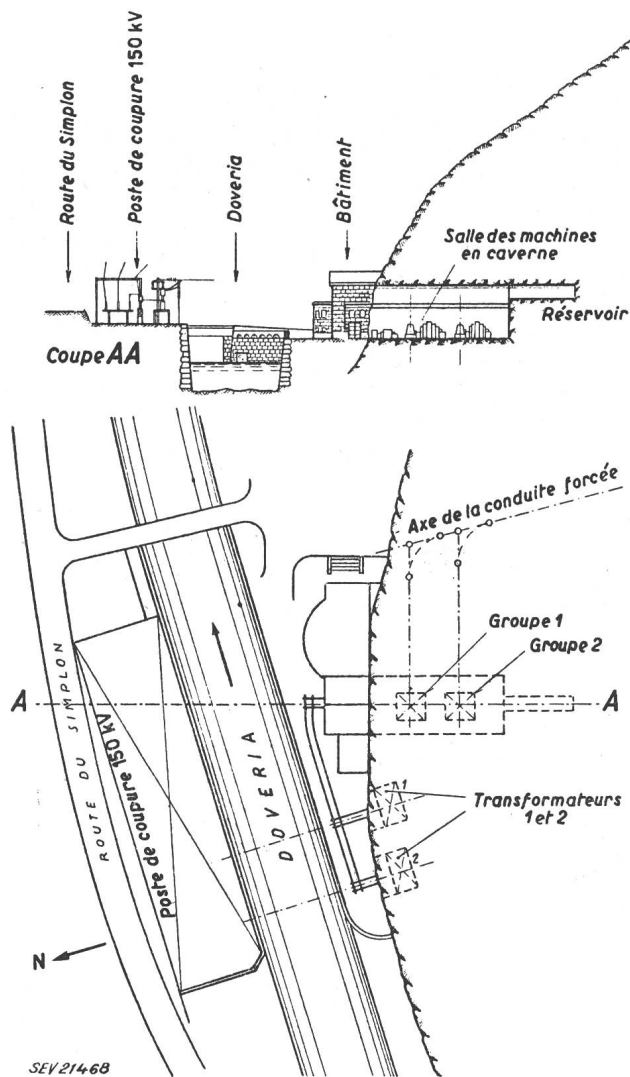 Route du Simplon
Poste de coupure 150 kV
Doveria
Bâtiment
Salle des machines
en caverne
Réservoir
Coupe AA
Axe de la conduite forcée
Groupe 1
Groupe 2
A
A
ROUTE DU SIMPLON
Poste de coupure 150 kV
DOVERIA
1
Transformateurs
1 et 2
2
N
SEV 21468